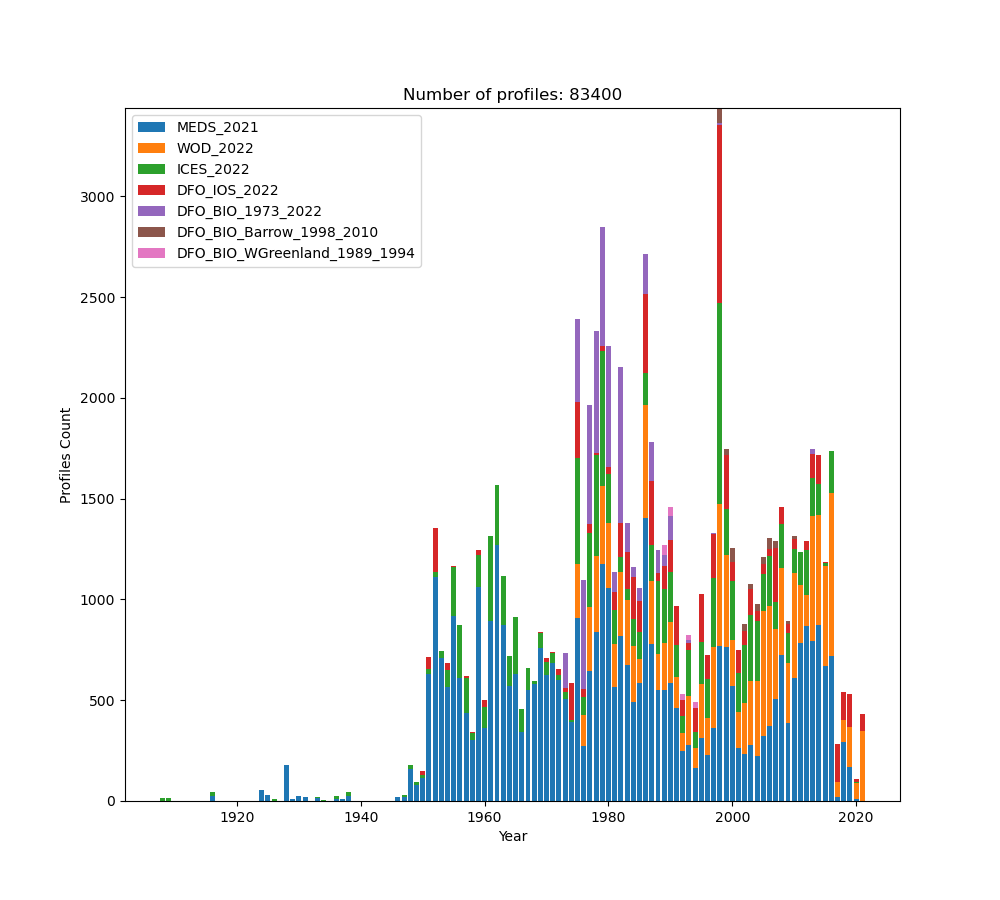 Number of profiles: 83400
MEDS_2021
WOD_2022
ICES_2022
DFO_IOS_2022
DFO_BIO_1973_2022
DFO_BIO_Barrow_1998_2010
DFO_BIO_WGreenland_1989_1994
Profiles Count
3000
2500
2000
1500
1000
500
0
1920 1940 1960 1980 2000 2020
Year